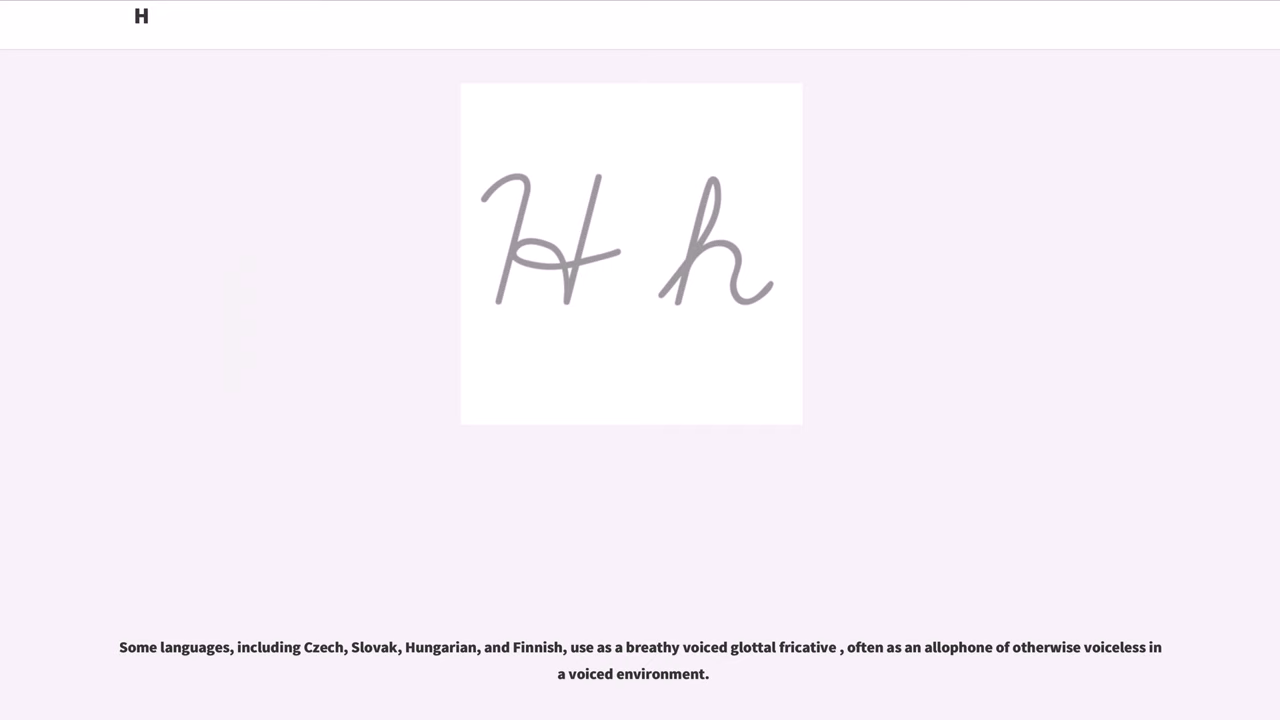 H
H h
Some languages, including Czech, Slovak, Hungarian, and Finnish, use as a breathy voiced glottal fricative , often as an allophone of otherwise voiceless in
a voiced environment.